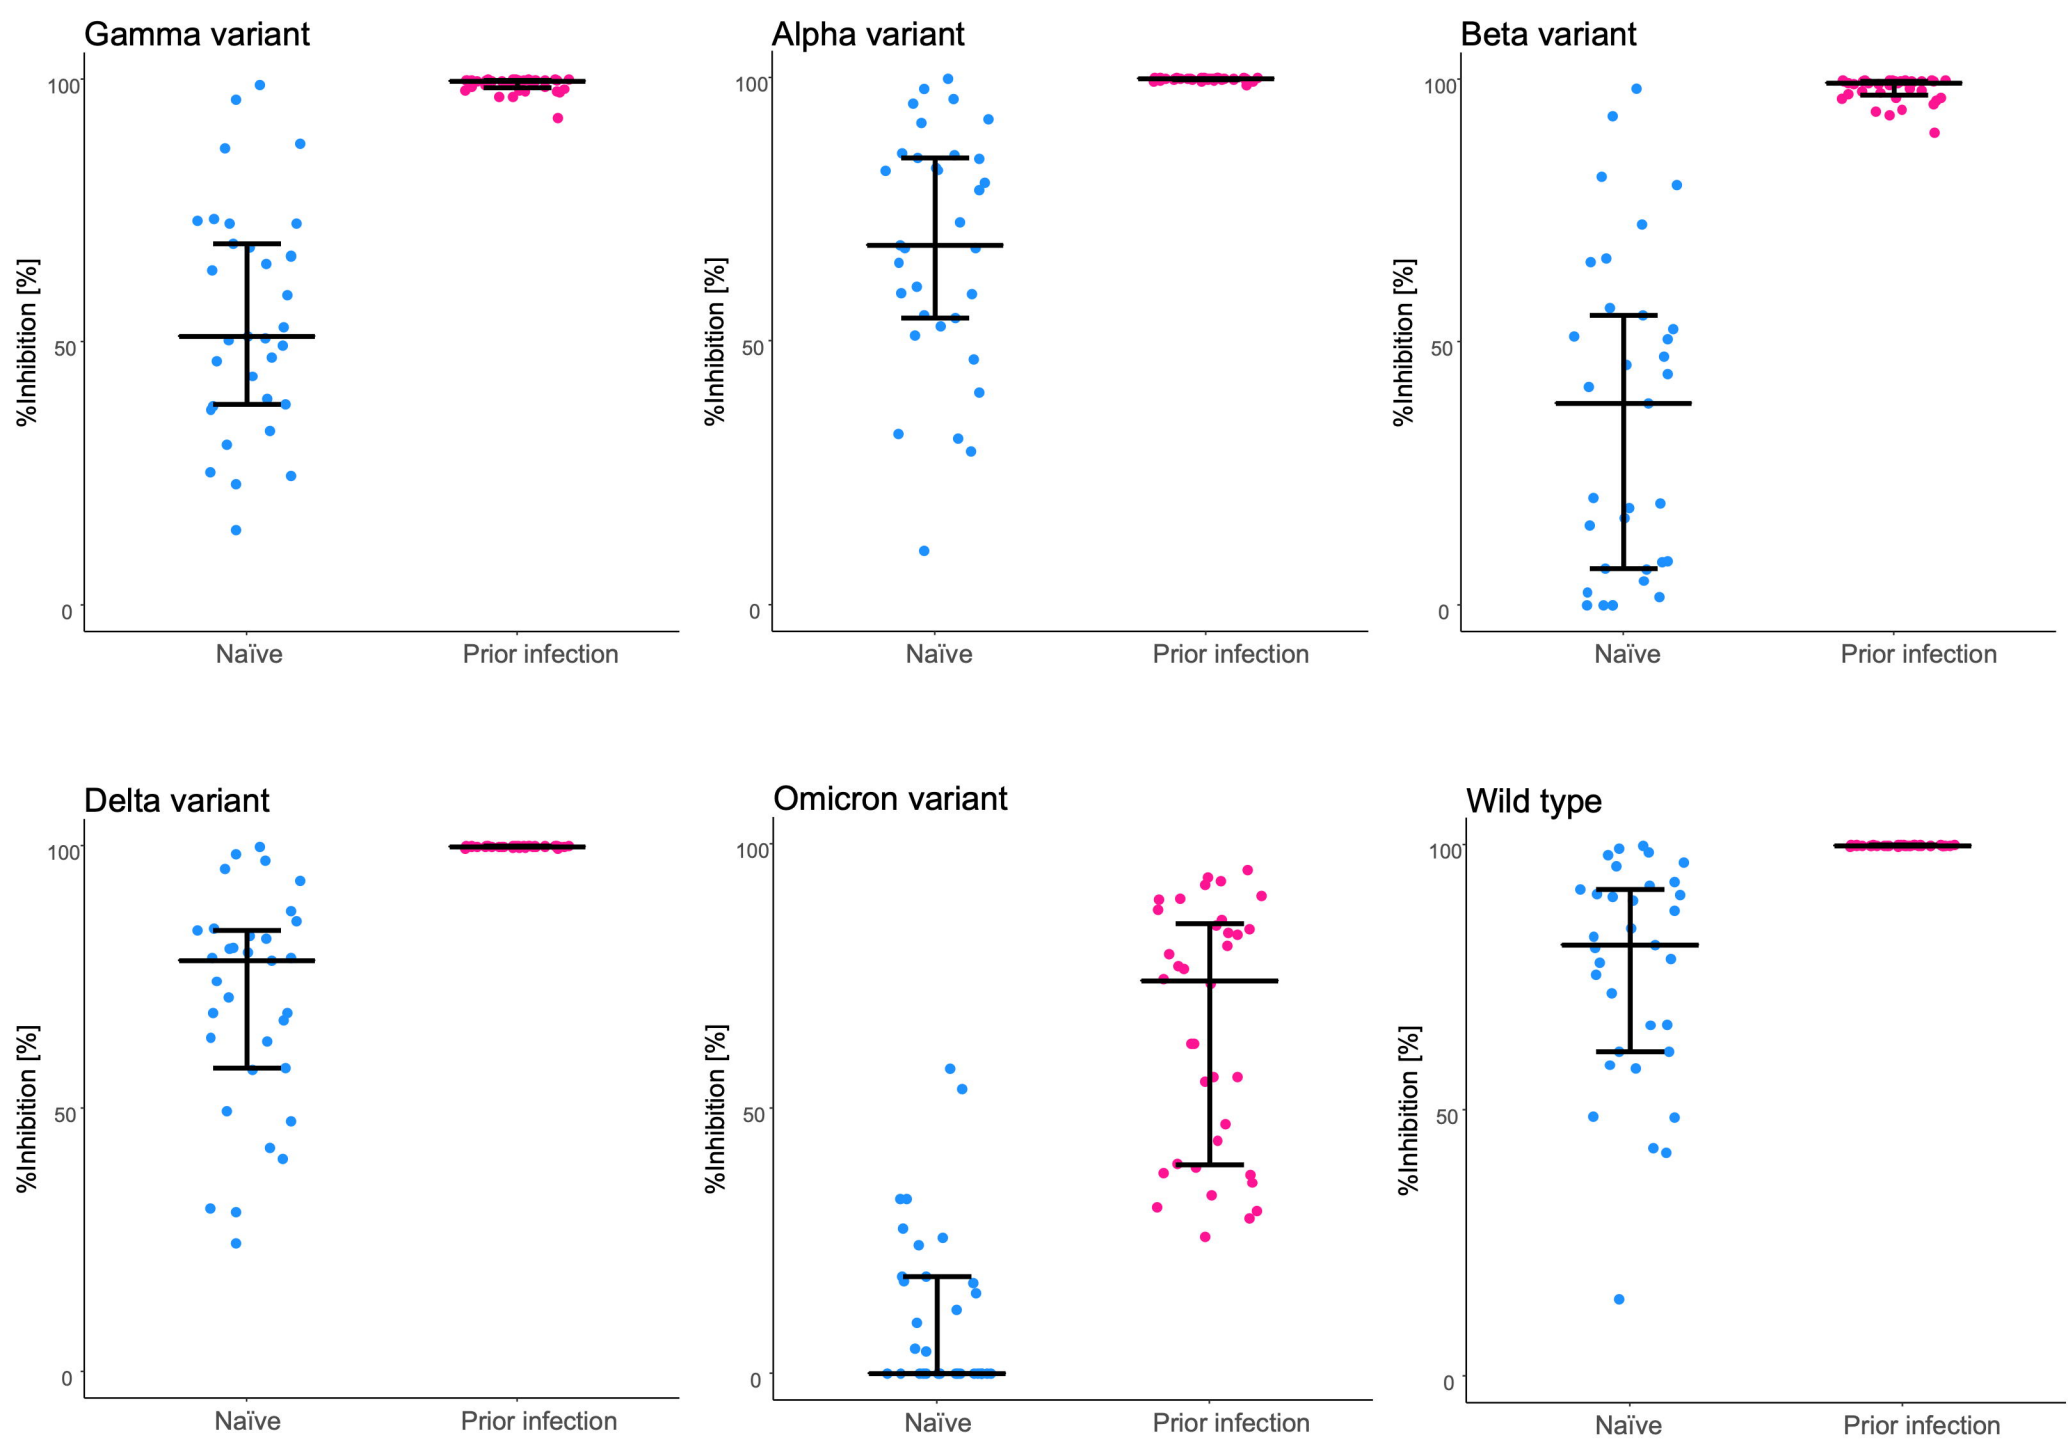 Gamma variant
%Inhibition [%]
100
50
0
Naïve
Prior infection
Alpha variant
%Inhibition [%]
100
50
0
Naïve
Prior infection
Beta variant
%Inhibition [%]
100
50
0
Naïve
Prior infection
Delta variant
%Inhibition [%]
100
50
0
Naïve
Prior infection
Omicron variant
%Inhibition [%]
100
50
0
Naïve
Prior infection
Wild type
%Inhibition [%]
100
50
0
Naïve
Prior infection